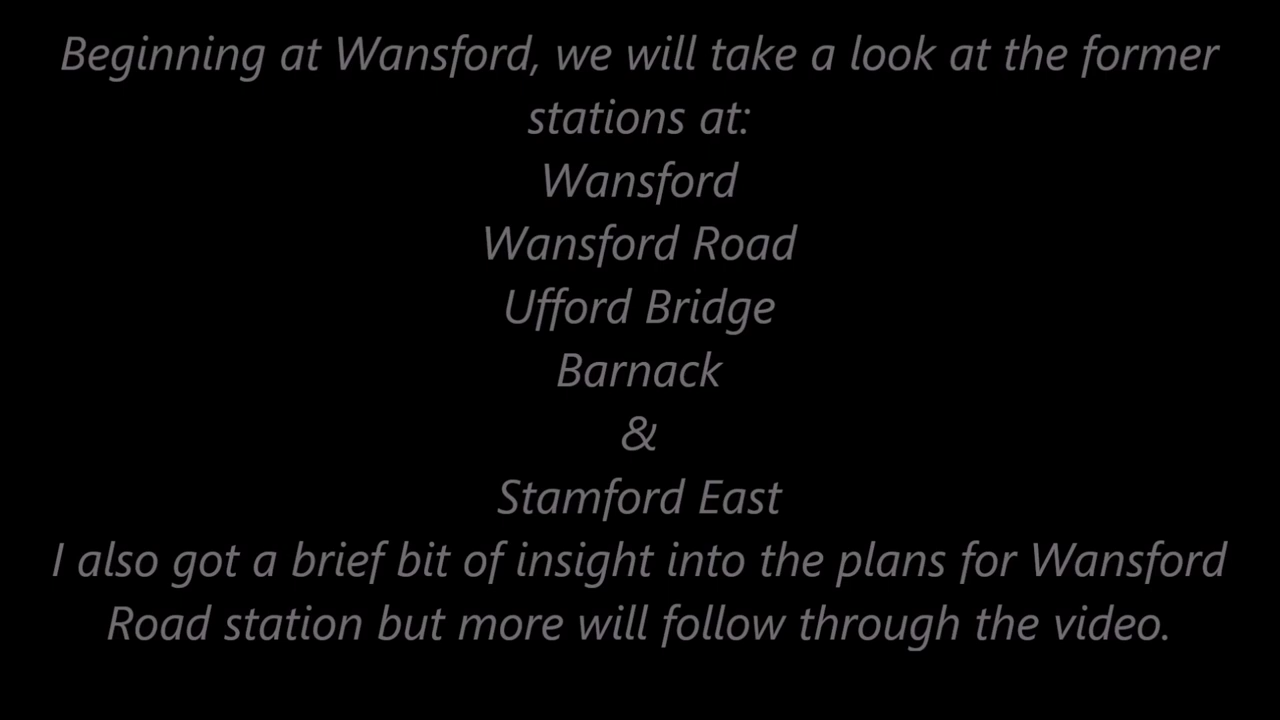 Beginning at Wansford, we will take a look at the former
stations at:
Wansford
Wansford Road
Ufford Bridge
Barnack
&
Stamford East
I also got a brief bit of insight into the plans for Wansford
Road station but more will follow through the video.